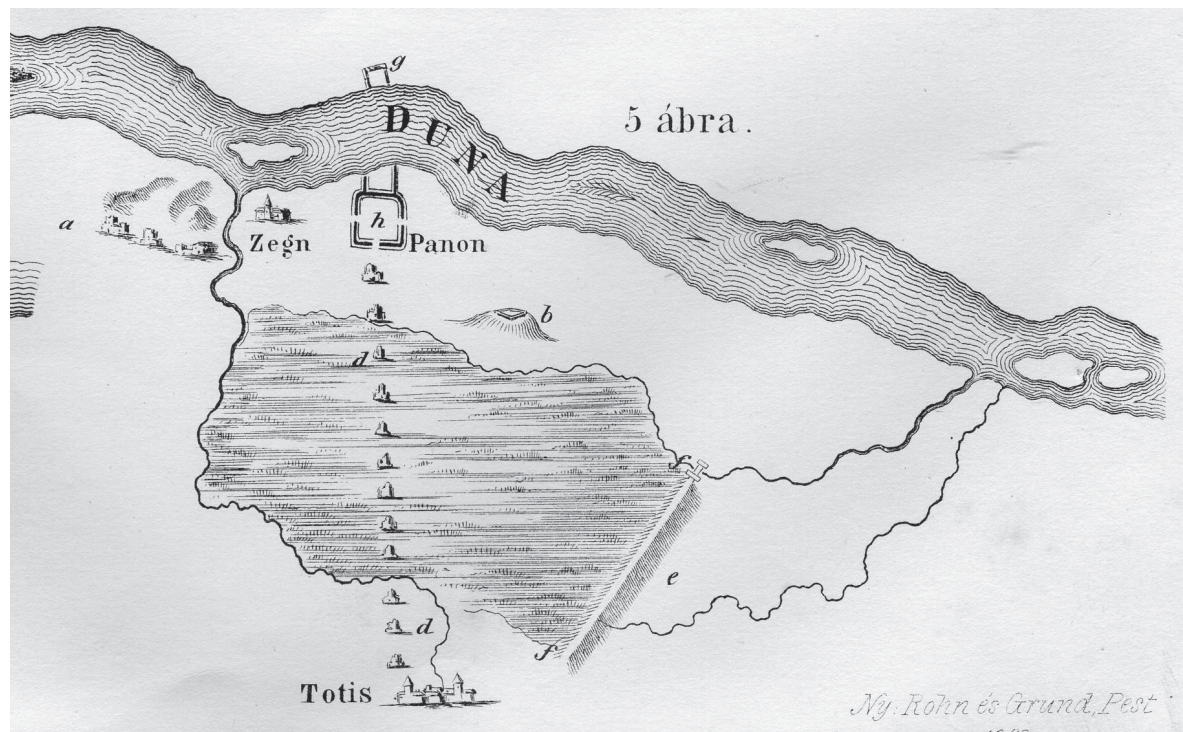 g
DUNA
5 ábra.
a
h
Zegn
Panon
b
d
f
e
d
f
Totis
Ny. Rohn és Grund, Pest